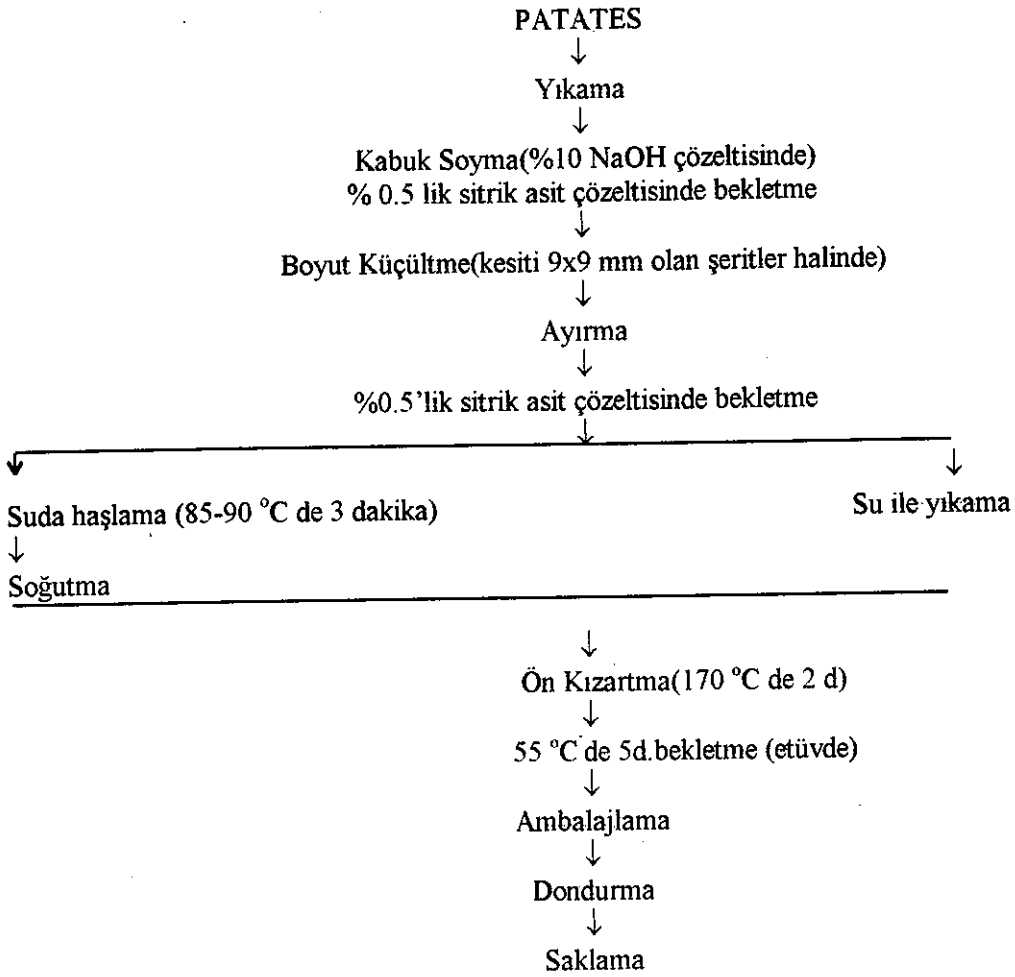 PATATES
↓
Yıkama
↓
Kabuk Soyma(%10 NaOH çözeltisinde)
% 0.5 lik sitrik asit çözeltisinde bekletme
↓
Boyut Küçültme(kesiti 9x9 mm olan şeritler halinde)
↓
Ayırma
↓
%0.5'lik sitrik asit çözeltisinde bekletme
↓
↓ ↓
Suda haşlama (85-90 °C de 3 dakika) Su ile yıkama
↓
Soğutma
↓
Ön Kızartma(170 °C de 2 d)
↓
55 °C de 5d.bekletme (etüvde)
↓
Ambalajlama
↓
Dondurma
↓
Saklama